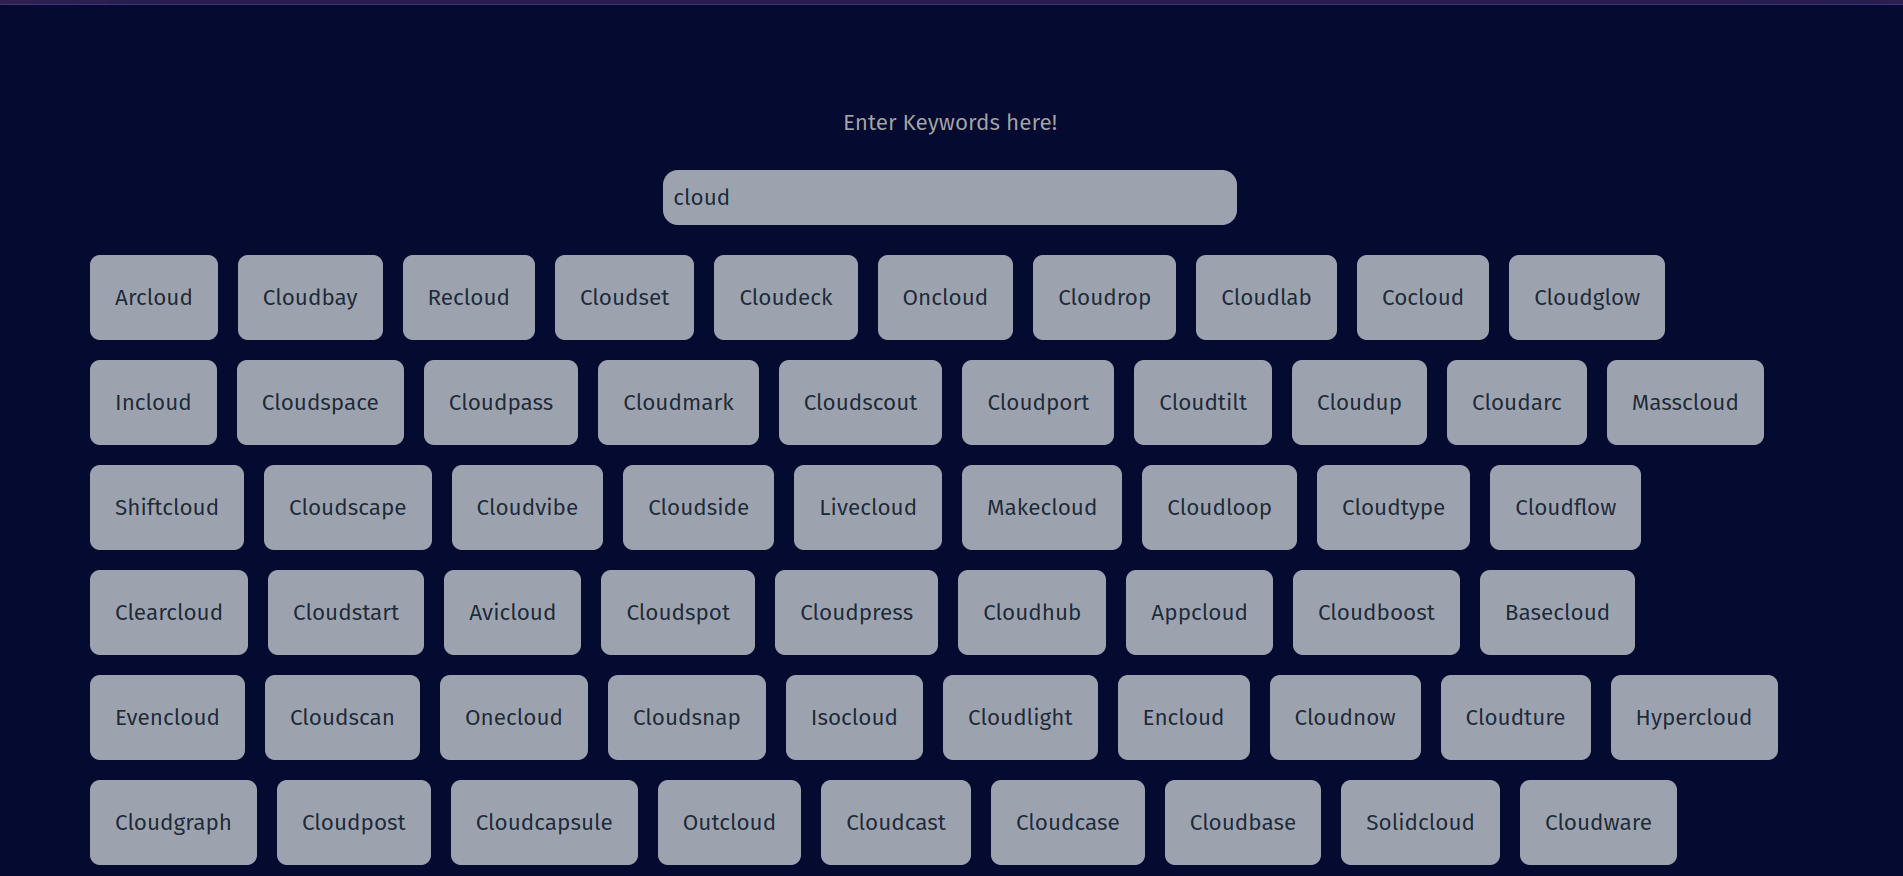 Enter Keywords here!
cloud
Arcloud Cloudbay Recloud Cloudset Cloudeck Oncloud Cloudrop Cloudlab Cocloud Cloudglow
Incloud Cloudspace Cloudpass Cloudmark Cloudscout Cloudport Cloudtilt Cloudup Cloudarc Masscloud
Shiftcloud Cloudscape Cloudvibe Cloudside Livecloud Makecloud Cloudloop Cloudtype Cloudflow
Clearcloud Cloudstart Avicloud Cloudspot Cloudpress Cloudhub Appcloud Cloudboost Basecloud
Evencloud Cloudscan Onecloud Cloudsnap Isocloud Cloudlight Encloud Cloudnow Cloudture Hypercloud
Cloudgraph Cloudpost Cloudcapsule Outcloud Cloudcast Cloudcase Cloudbase Solidcloud Cloudware